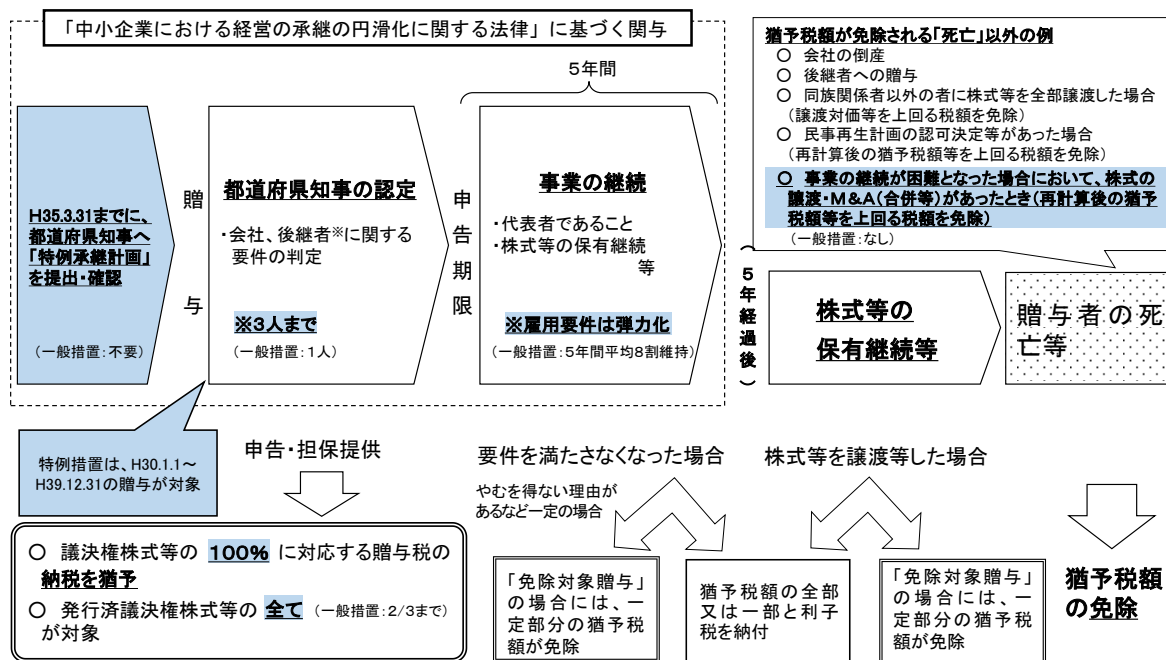 「中小企業における経営の承継の円滑化に関する法律」に基づく関与
5年間
H35.3.31までに、
都道府県知事へ
「特例承継計画」
を提出・確認
(一般措置:不要)
贈与
都道府県知事の認定
・会社、後継者※に関する
要件の判定
※3人まで
(一般措置:1人)
申告期限
事業の継続
・代表者であること
・株式等の保有継続
等
※雇用要件は弾力化
(一般措置:5年間平均8割維持)
猶予税額が免除される「死亡」以外の例
○ 会社の倒産
○ 後継者への贈与
○ 同族関係者以外の者に株式等を全部譲渡した場合
(譲渡対価等を上回る税額を免除)
○ 民事再生計画の認可決定等があった場合
(再計算後の猶予税額等を上回る税額を免除)
○ 事業の継続が困難となった場合において、株式の
譲渡・M&A(合併等)があったとき(再計算後の猶予
税額等を上回る税額を免除)
(一般措置:なし)
(5年経過後)
株式等の
保有継続等
贈与者の死
亡等
特例措置は、H30.1.1~
H39.12.31の贈与が対象
申告・担保提供
○ 議決権株式等の 100% に対応する贈与税の
納税を猶予
○ 発行済議決権株式等の 全て (一般措置:2/3まで)
が対象
要件を満たさなくなった場合
やむを得ない理由が
あるなど一定の場合
株式等を譲渡等した場合
「免除対象贈与」
の場合には、一
定部分の猶予税
額が免除
猶予税額の全部
又は一部と利子
税を納付
「免除対象贈与」
の場合には、一
定部分の猶予税
額が免除
猶予税額
の免除